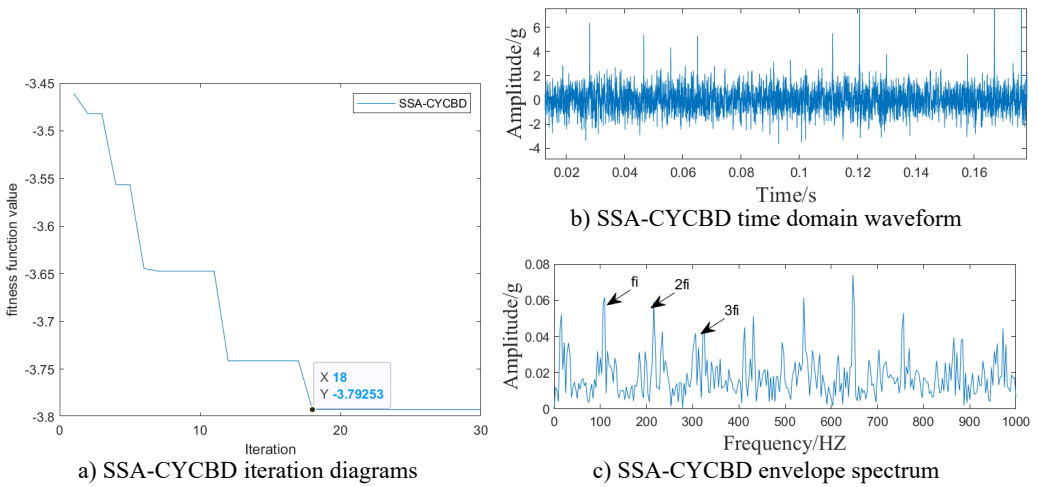 -3.45
-3.5
-3.55
-3.6
-3.65
-3.7
-3.75
-3.8
fitness function value
SSA-CYCBD
X 18
Y -3.79253
0 10 20 30
Iteration
a) SSA-CYCBD iteration diagrams
6
4
2
0
-2
-4
Amplitude/g
0.02 0.04 0.06 0.08 0.1 0.12 0.14 0.16
Time/s
b) SSA-CYCBD time domain waveform
0.08
0.06
0.04
0.02
0
Amplitude/g
fi
2fi
3fi
0 100 200 300 400 500 600 700 800 900 1000
Frequency/HZ
c) SSA-CYCBD envelope spectrum